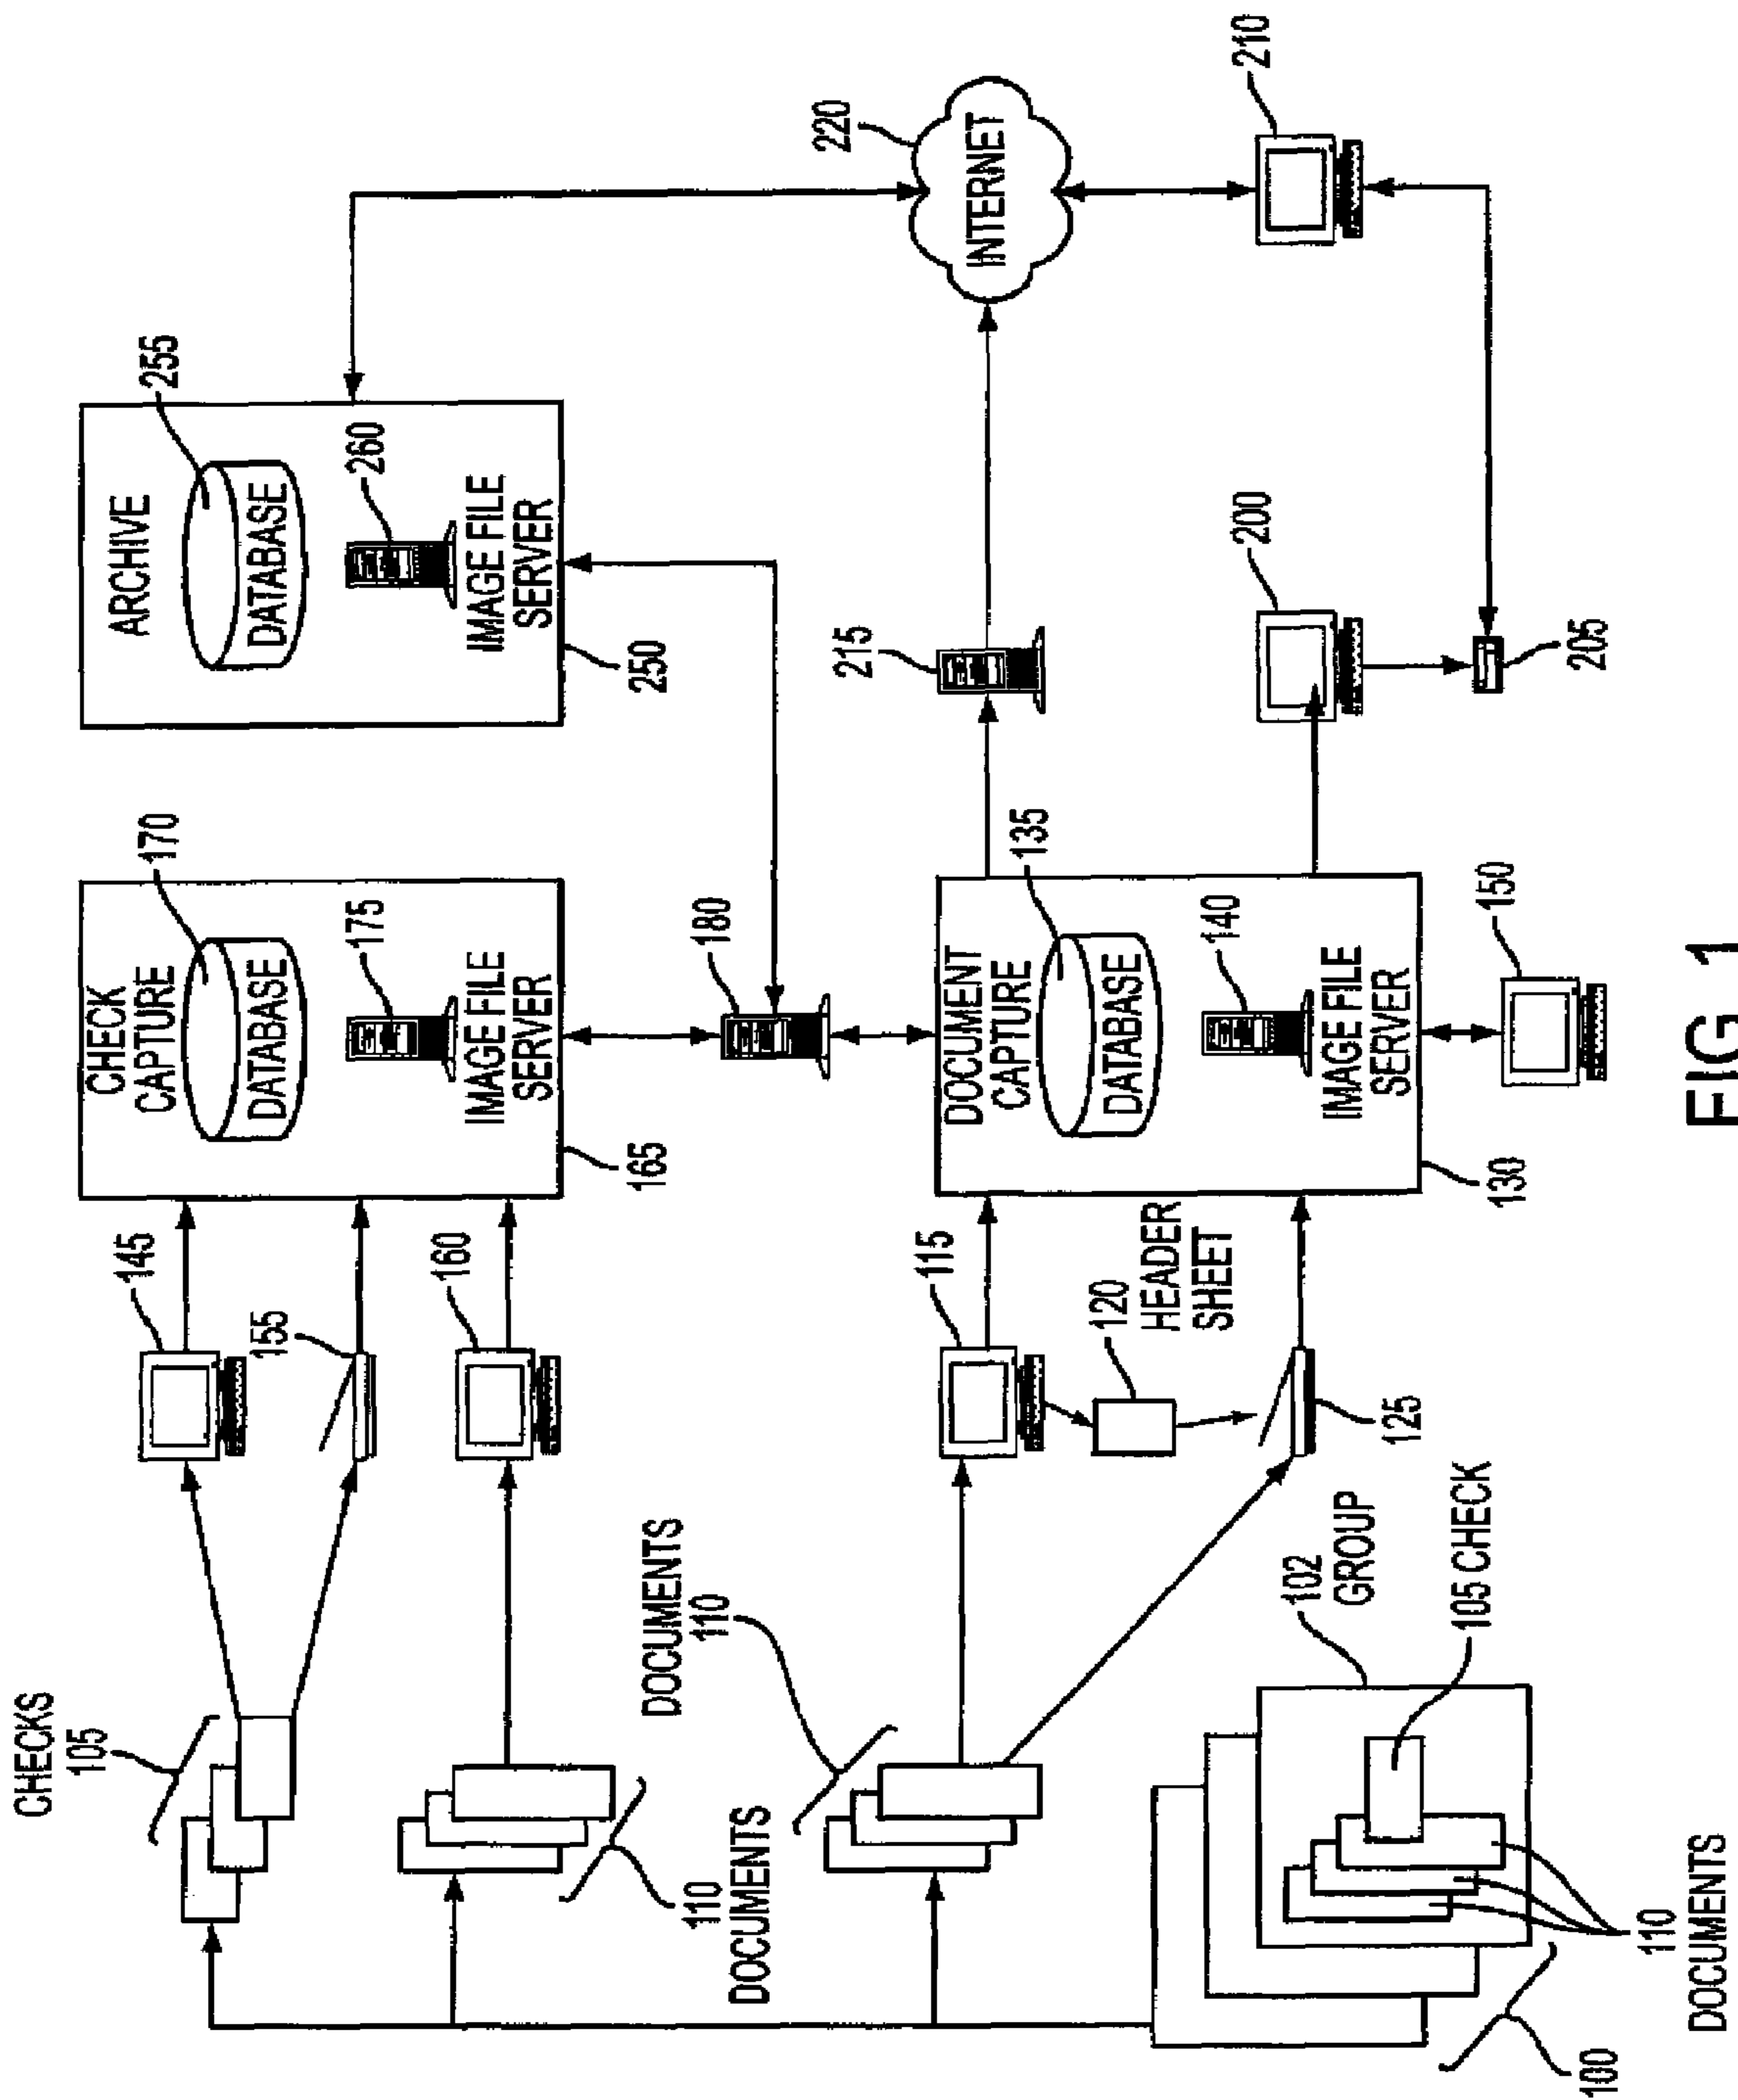 CHECKS
105
145
155
160
CHECK
CAPTURE
170
DATABASE
175
IMAGE FILE
SERVER
165
ARCHIVE
255
DATABASE
260
IMAGE FILE
SERVER
250
110
DOCUMENTS
DOCUMENTS
110
180
115
120
HEADER
SHEET
125
DOCUMENT
CAPTURE
135
DATABASE
140
IMAGE FILE
SERVER
130
150
215
220
INTERNET
200
205
210
102
GROUP
105 CHECK
110
DOCUMENTS
100
FIG 1